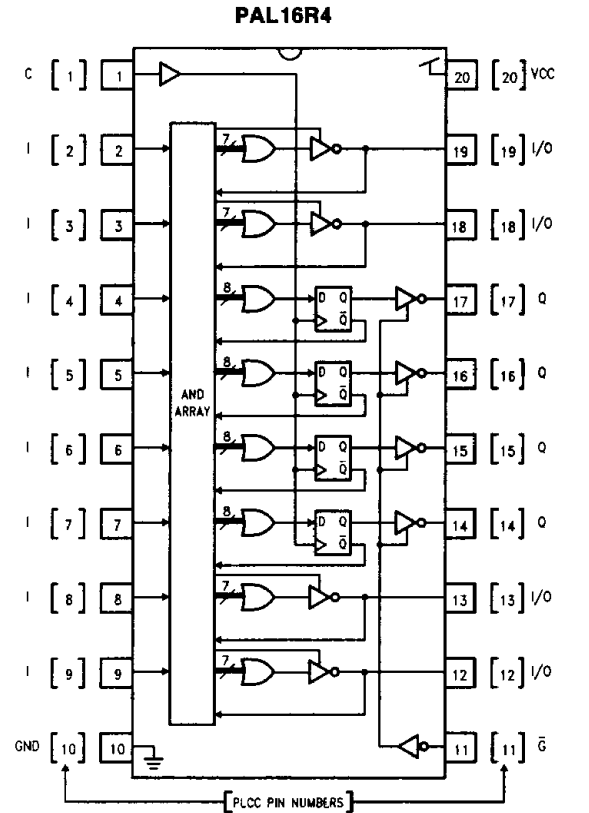 PAL16R4
C [1] 1 20 [20] VCC
I [2] 2 7 19 [19] I/O
I [3] 3 7 18 [18] I/O
I [4] 4 8 D Q Q̅ 17 [17] Q
I [5] 5 8 D Q Q̅ 16 [16] Q
AND
ARRAY
I [6] 6 8 D Q Q̅ 15 [15] Q
I [7] 7 8 D Q Q̅ 14 [14] Q
I [8] 8 7 13 [13] I/O
I [9] 9 7 12 [12] I/O
GND [10] 10 11 [11] G̅
[PLCC PIN NUMBERS]